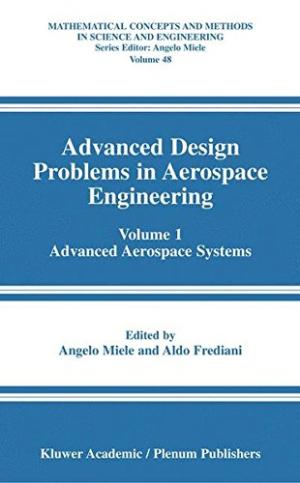 MATHEMATICAL CONCEPTS AND METHODS
IN SCIENCE AND ENGINEERING
Series Editor: Angelo Miele
Volume 48
Advanced Design
Problems in Aerospace
Engineering
Volume 1
Advanced Aerospace Systems
Edited by
Angelo Miele and Aldo Frediani
Kluwer Academic / Plenum Publishers